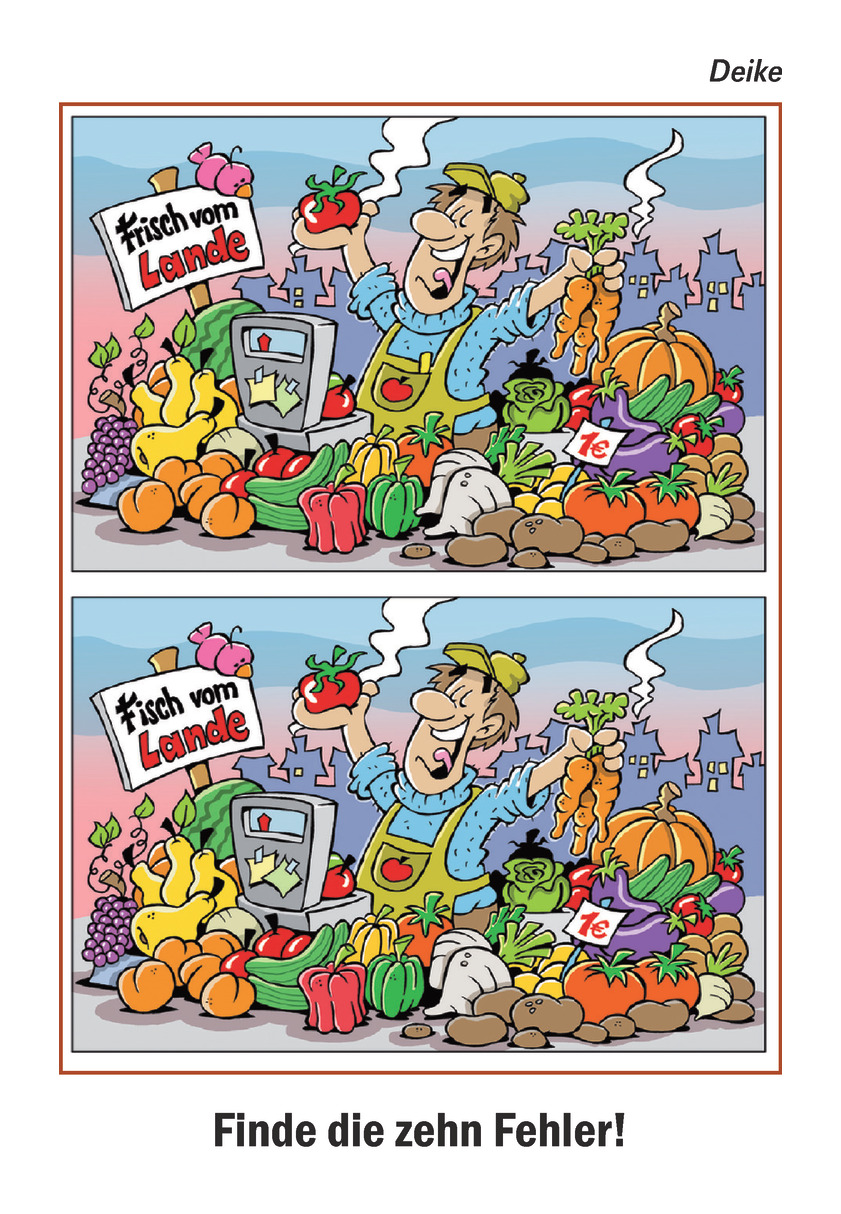 Deike
Frisch vom
Lande
1€
Fisch vom
Lande
1€
Finde die zehn Fehler!